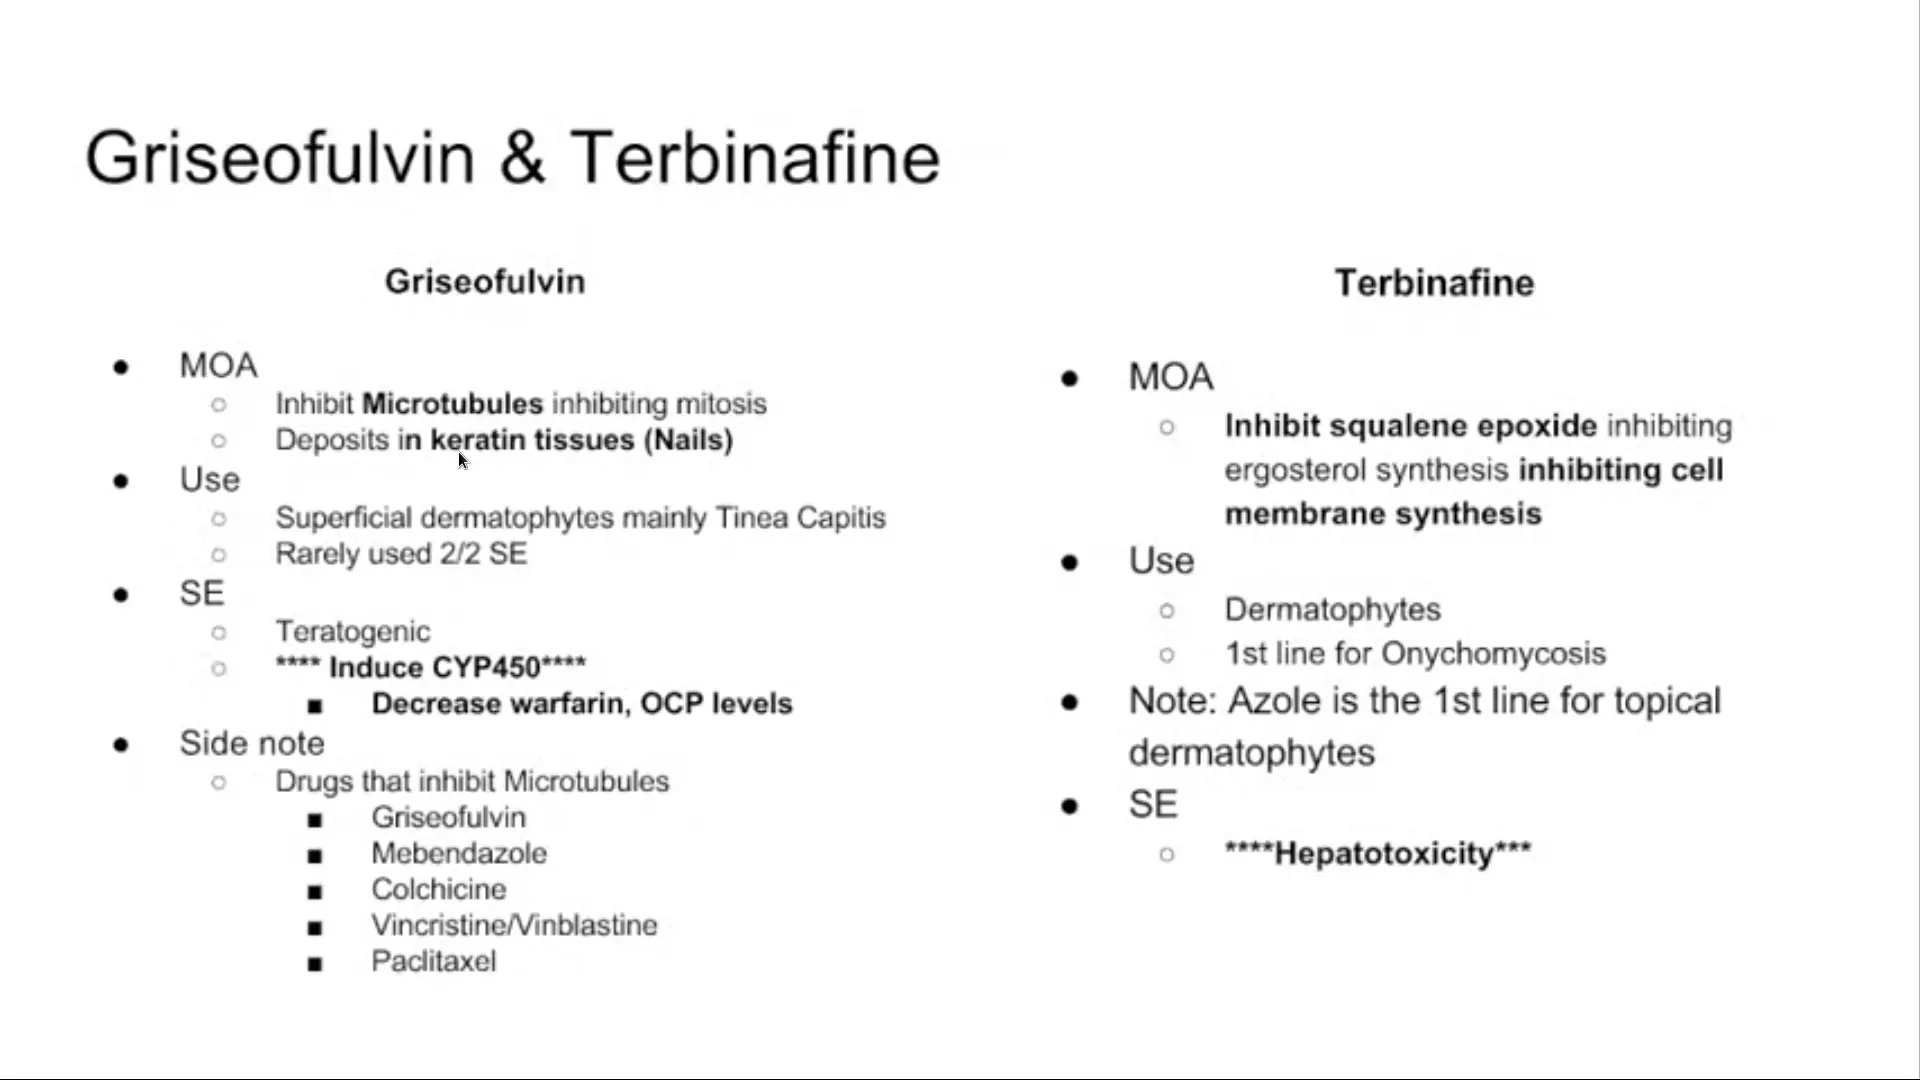 Griseofulvin & Terbinafine
Griseofulvin
● MOA
○ Inhibit Microtubules inhibiting mitosis
○ Deposits in keratin tissues (Nails)
● Use
○ Superficial dermatophytes mainly Tinea Capitis
○ Rarely used 2/2 SE
● SE
○ Teratogenic
○ **** Induce CYP450****
■ Decrease warfarin, OCP levels
● Side note
○ Drugs that inhibit Microtubules
■ Griseofulvin
■ Mebendazole
■ Colchicine
■ Vincristine/Vinblastine
■ Paclitaxel
Terbinafine
● MOA
○ Inhibit squalene epoxide inhibiting
ergosterol synthesis inhibiting cell
membrane synthesis
● Use
○ Dermatophytes
○ 1st line for Onychomycosis
● Note: Azole is the 1st line for topical
dermatophytes
● SE
○ ****Hepatotoxicity***